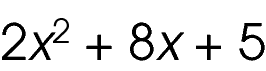 2x² + 8x + 5